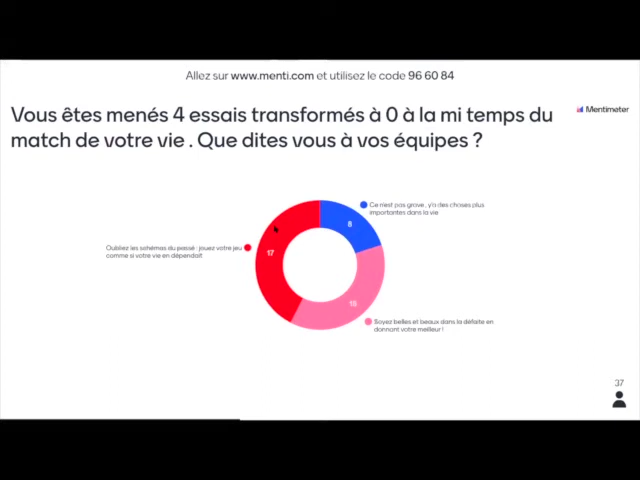 Allez sur www.menti.com et utilisez le code 96 60 84
Vous êtes menés 4 essais transformés à 0 à la mi temps du
match de votre vie . Que dites vous à vos équipes ?
Mentimeter
Ce n'est pas grave , y'a des choses plus
importantes dans la vie
8
Oubliez les schémas du passé : jouez votre jeu
comme si votre vie en dépendait
17
15
Soyez belles et beaux dans la défaite en
donnant votre meilleur !
37